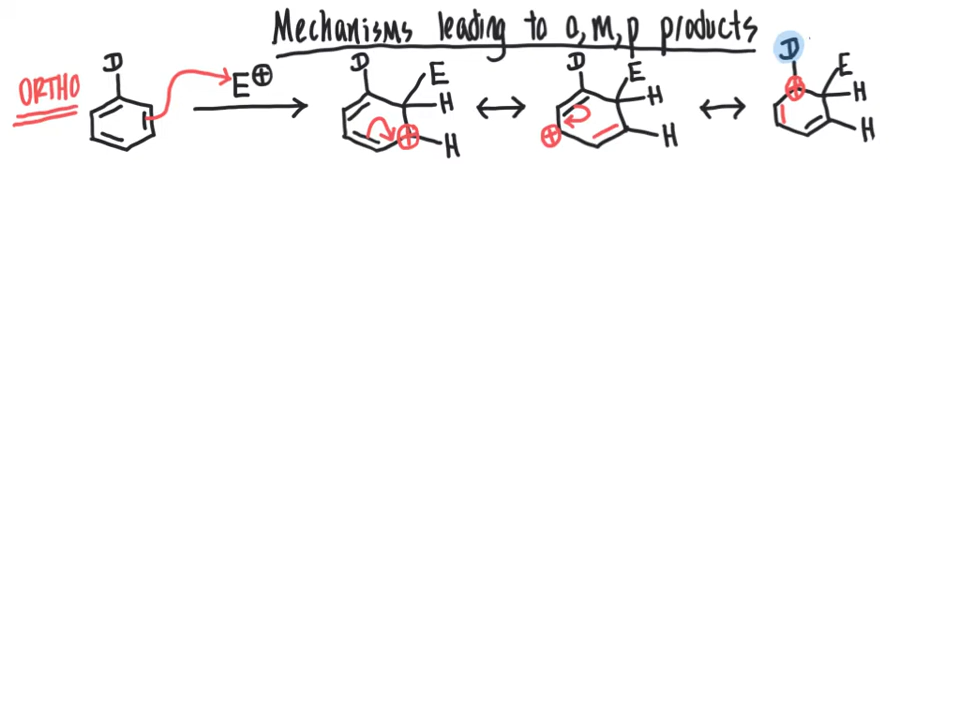 Mechanisms leading to o, m, p products
ORTHO
D
E⊕
D
E
H
⊕
H
D
E
H
⊕
H
D
E
⊕
H
H